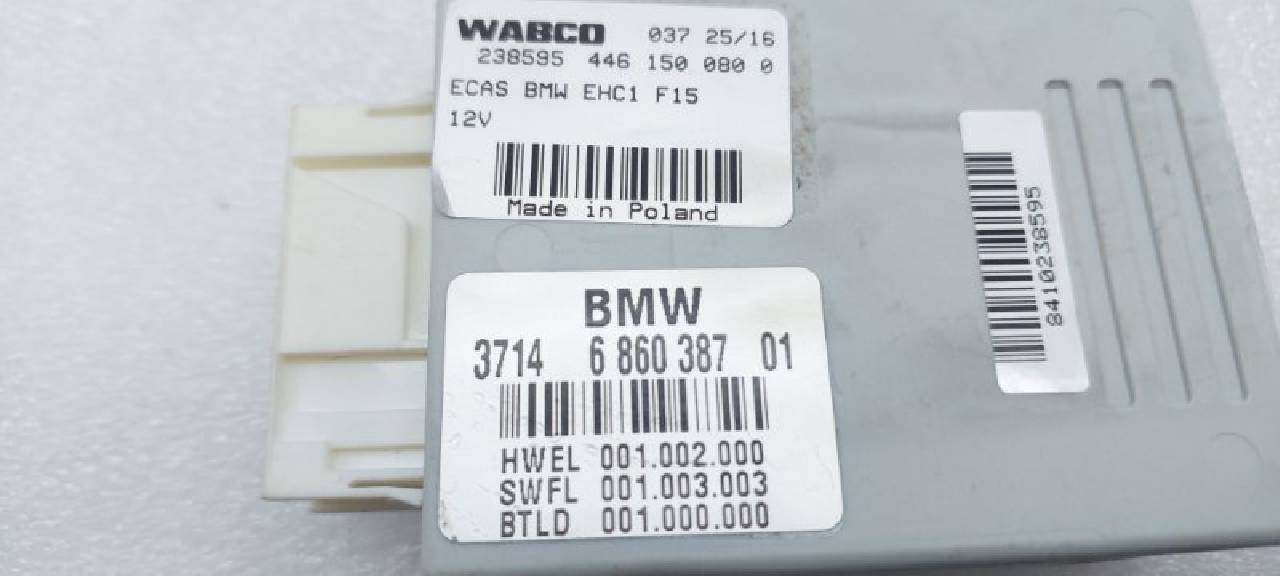 WABCO 037 25/16
238595 446 150 080 0
ECAS BMW EHC1 F15
12V
Made in Poland
8410238595
BMW
3714 6 860 387 01
HWEL 001.002.000
SWFL 001.003.003
BTLD 001.000.000